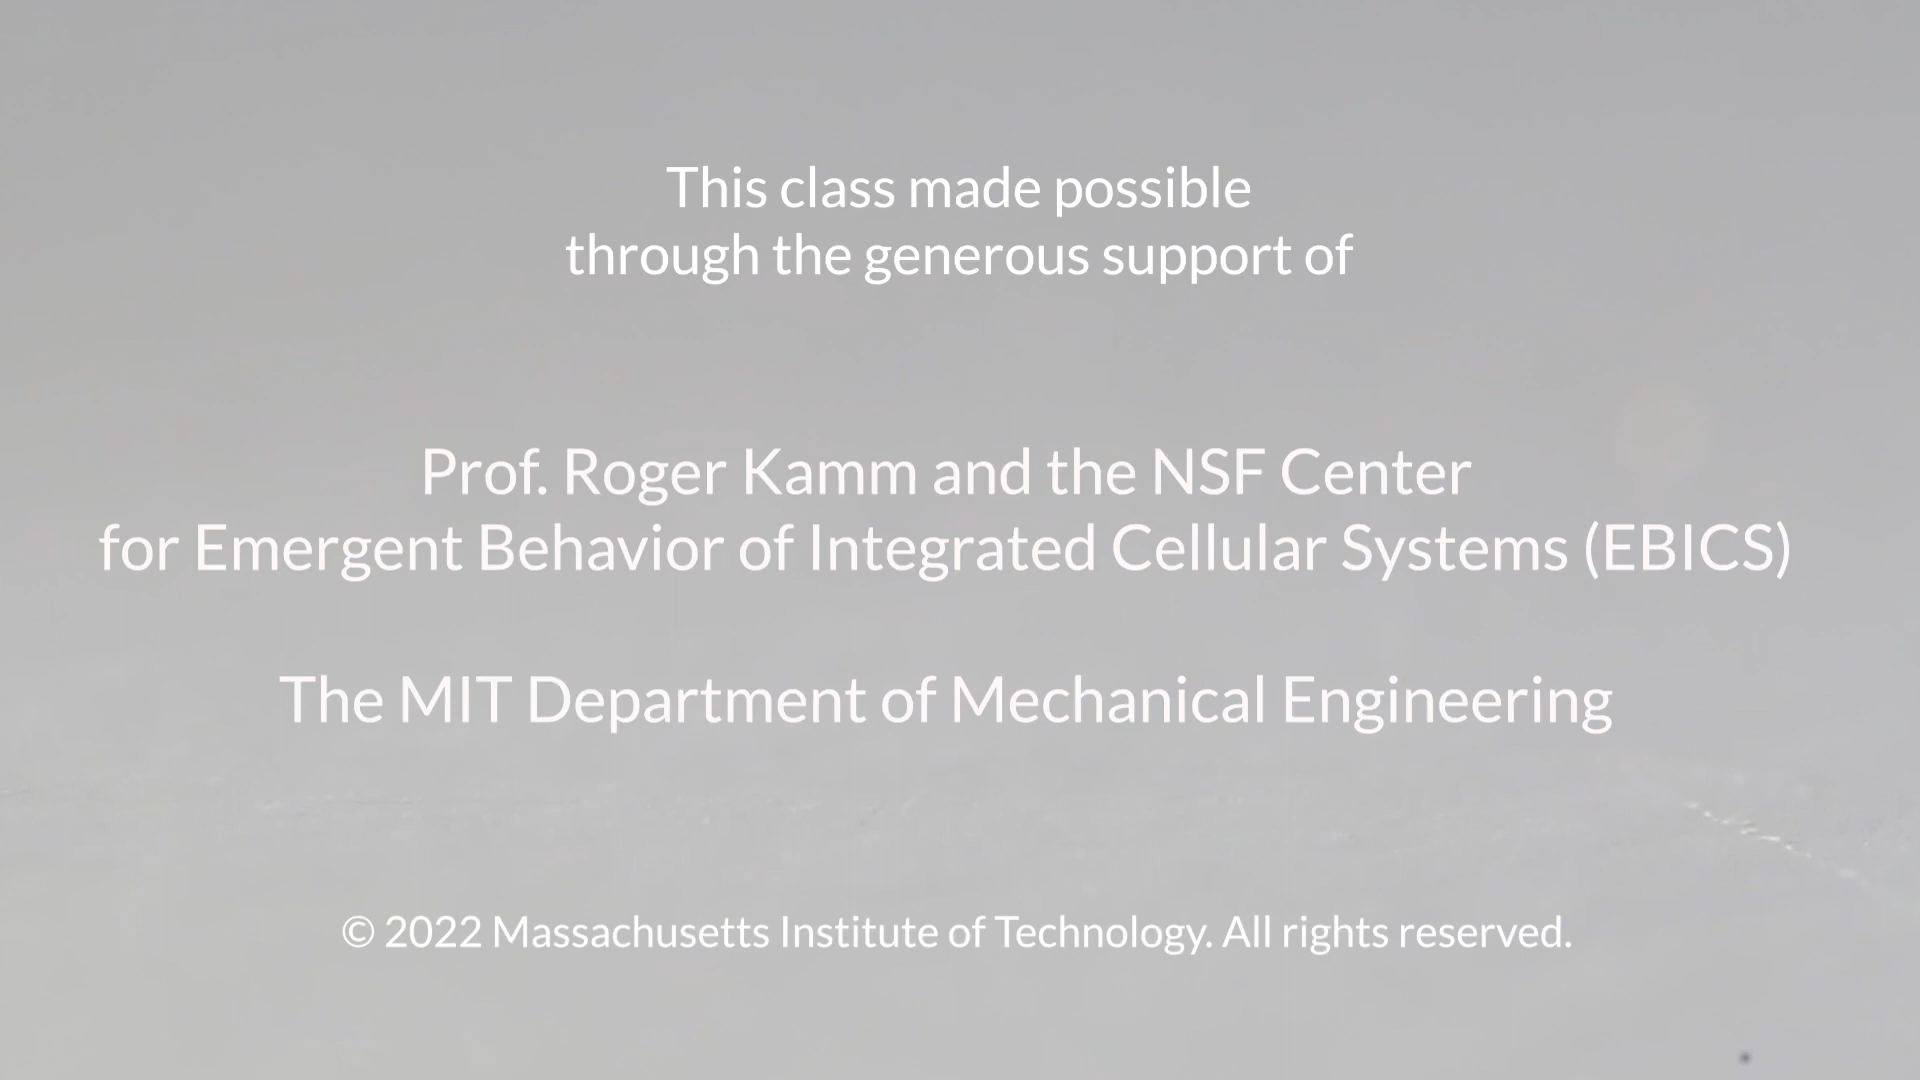 This class made possible
through the generous support of
Prof. Roger Kamm and the NSF Center
for Emergent Behavior of Integrated Cellular Systems (EBICS)
The MIT Department of Mechanical Engineering
© 2022 Massachusetts Institute of Technology. All rights reserved.